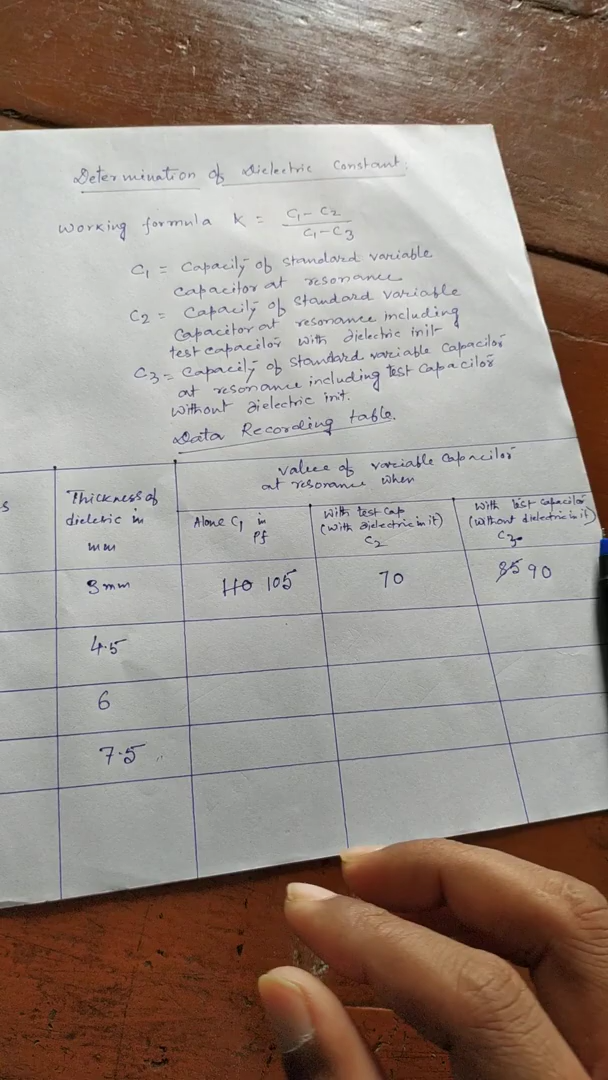 Determination of Dielectric Constant.
Working formula K = C1 - C2 / C1 - C3
C1 = Capacity of standard variable
capacitor at resonance
C2 = Capacity of standard variable
Capacitor at resonance including
test capacitor with dielectric init
C3 = Capacity of standard variable Capacitor
at resonance including test Capacitor
without dielectric init.
Data Recording table.
s
Thickness of
dieletric in
mm
value of variable Capacitor
at resonance when
Alone C1 in
Pf
With test cap
(With dielectric in it)
C2
With test capacitor
(Without dielectric in it)
C3
3mm 110 105 70 85 90
4.5
6
7.5